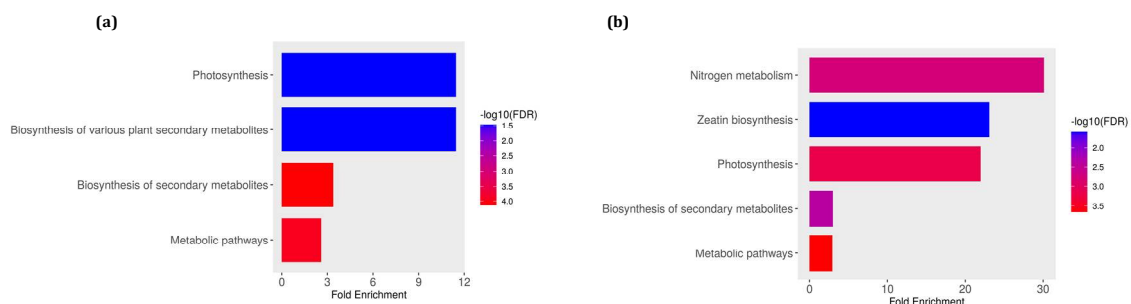 (a)
Photosynthesis
Biosynthesis of various plant secondary metabolites
Biosynthesis of secondary metabolites
Metabolic pathways
0 3 6 9 12
Fold Enrichment
-log10(FDR)
1.5
2.0
2.5
3.0
3.5
4.0
(b)
Nitrogen metabolism
Zeatin biosynthesis
Photosynthesis
Biosynthesis of secondary metabolites
Metabolic pathways
0 10 20 30
Fold Enrichment
-log10(FDR)
2.0
2.5
3.0
3.5